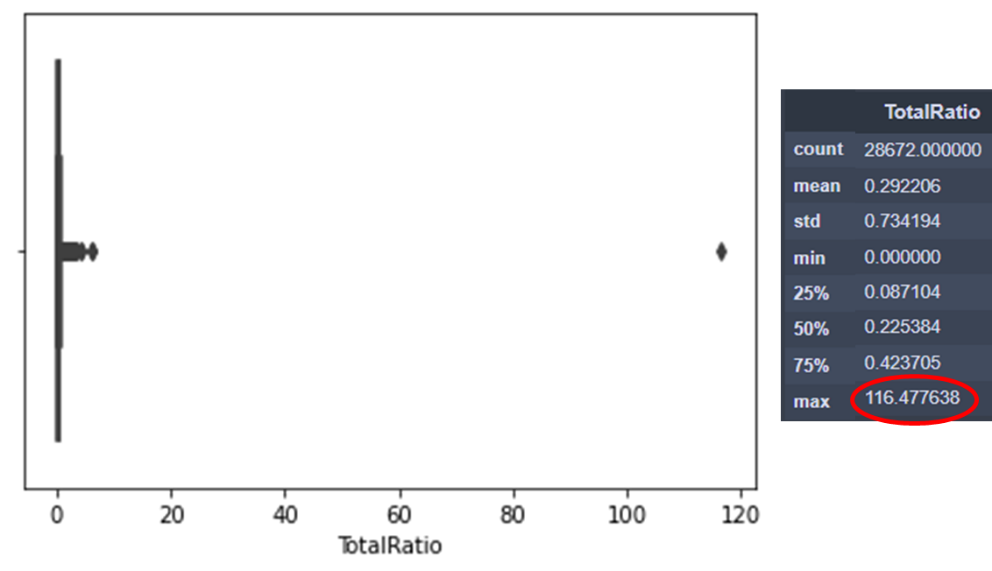 0 20 40 60 80 100 120
TotalRatio
TotalRatio
count 28672.000000
mean 0.292206
std 0.734194
min 0.000000
25% 0.087104
50% 0.225384
75% 0.423705
max 116.477638